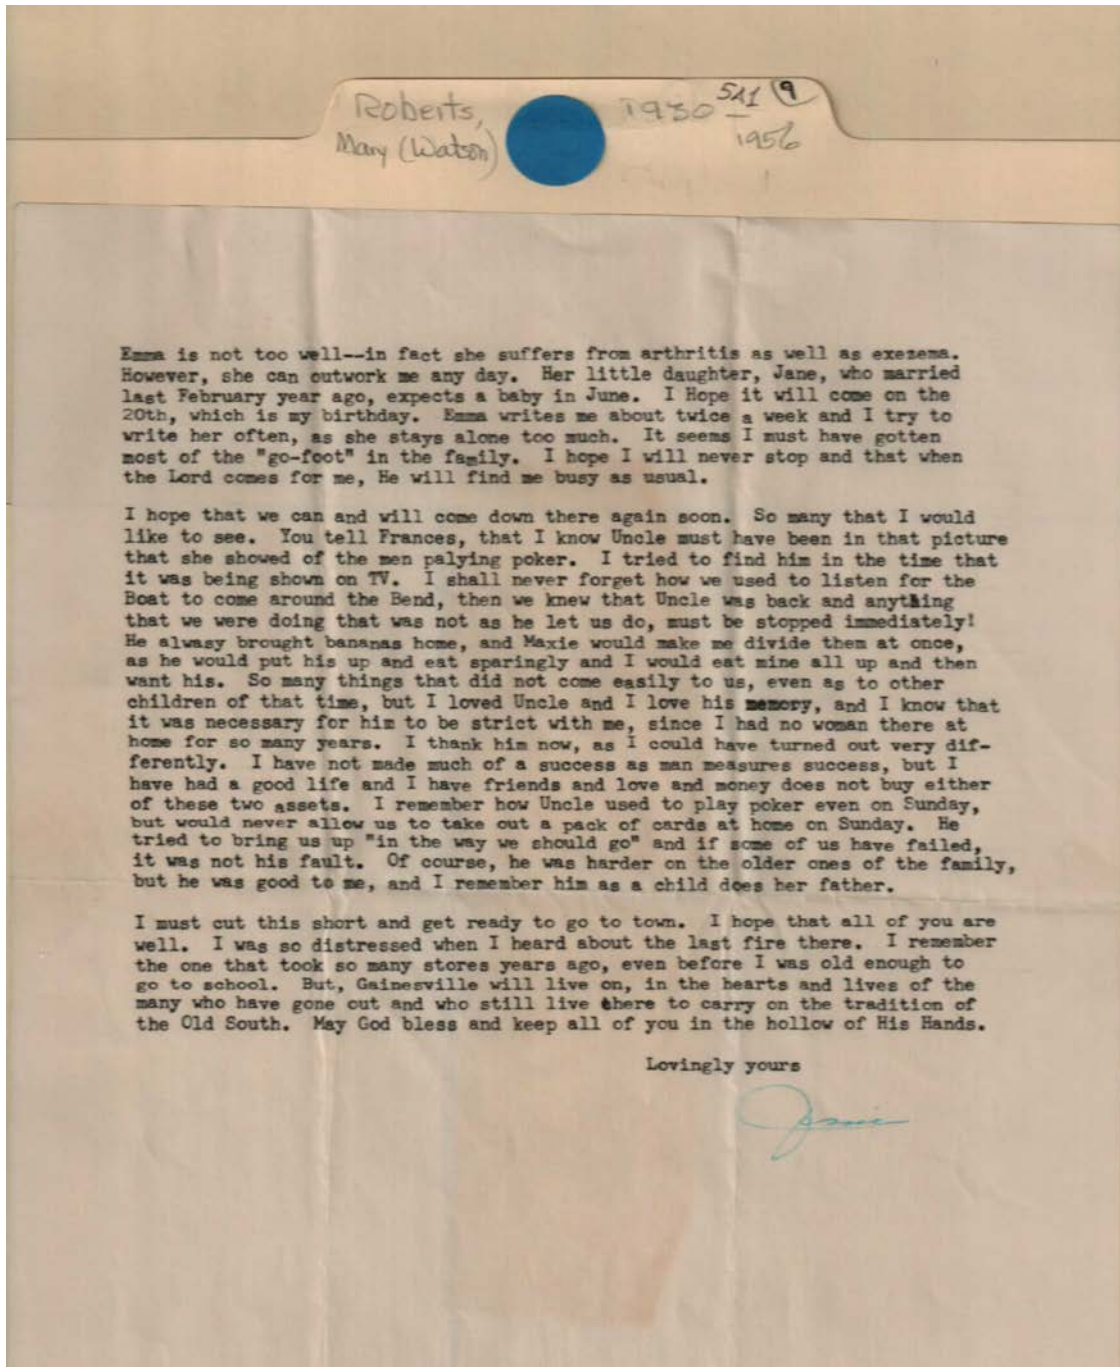 Roberts,
Mary (Watson)
1930 - 1956
5A1 9
Emma is not too well--in fact she suffers from arthritis as well as exezema.
However, she can outwork me any day. Her little daughter, Jane, who married
last February year ago, expects a baby in June. I Hope it will come on the
20th, which is my birthday. Emma writes me about twice a week and I try to
write her often, as she stays alone too much. It seems I must have gotten
most of the "go-foot" in the family. I hope I will never stop and that when
the Lord comes for me, He will find me busy as usual.
I hope that we can and will come down there again soon. So many that I would
like to see. You tell Frances, that I know Uncle must have been in that picture
that she showed of the men palying poker. I tried to find him in the time that
it was being shown on TV. I shall never forget how we used to listen for the
Boat to come around the Bend, then we knew that Uncle was back and anything
that we were doing that was not as he let us do, must be stopped immediately!
He alwasy brought bananas home, and Maxie would make me divide them at once,
as he would put his up and eat sparingly and I would eat mine all up and then
want his. So many things that did not come easily to us, even as to other
children of that time, but I loved Uncle and I love his memory, and I know that
it was necessary for him to be strict with me, since I had no woman there at
home for so many years. I thank him now, as I could have turned out very dif-
ferently. I have not made much of a success as man measures success, but I
have had a good life and I have friends and love and money does not buy either
of these two assets. I remember how Uncle used to play poker even on Sunday,
but would never allow us to take out a pack of cards at home on Sunday. He
tried to bring us up "in the way we should go" and if some of us have failed,
it was not his fault. Of course, he was harder on the older ones of the family,
but he was good to me, and I remember him as a child does her father.
I must cut this short and get ready to go to town. I hope that all of you are
well. I was so distressed when I heard about the last fire there. I remember
the one that took so many stores years ago, even before I was old enough to
go to school. But, Gainesville will live on, in the hearts and lives of the
many who have gone out and who still live there to carry on the tradition of
the Old South. May God bless and keep all of you in the hollow of His Hands.
Lovingly yours